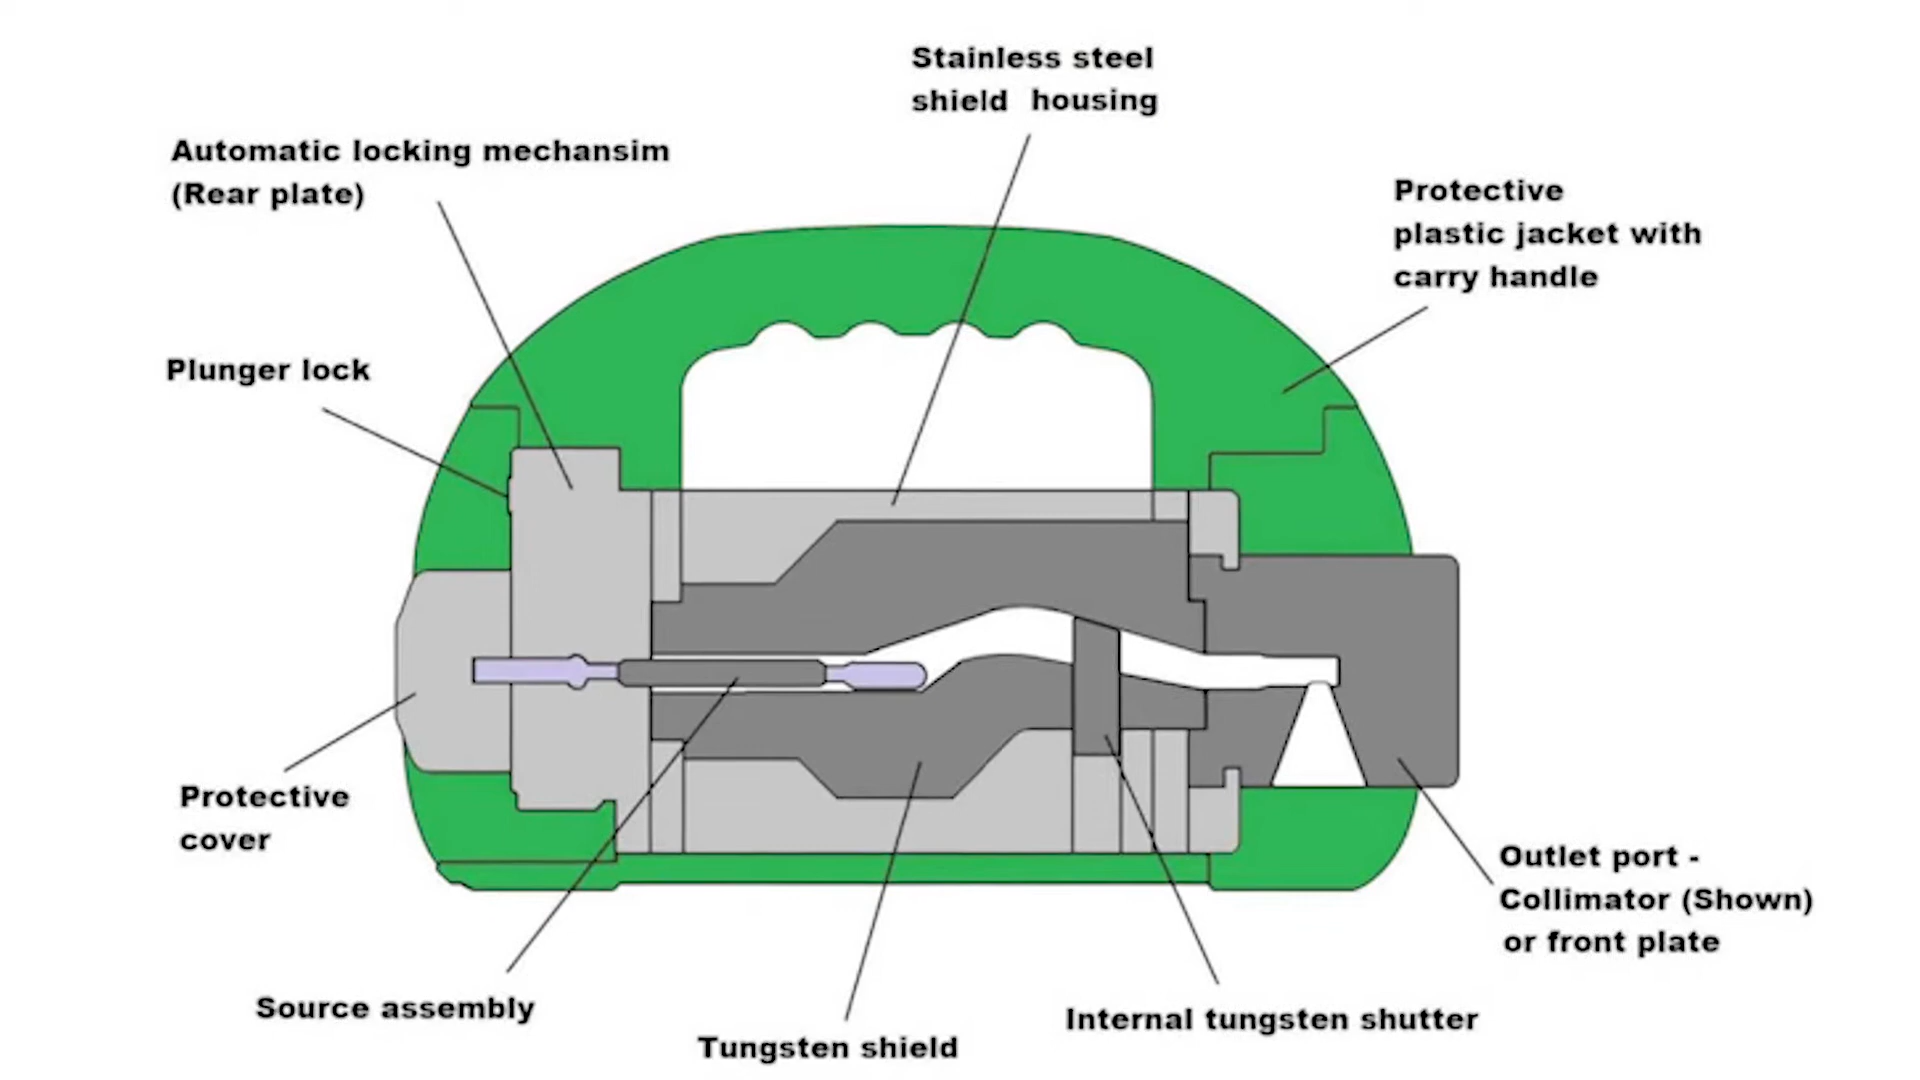 Stainless steel
shield housing
Automatic locking mechansim
(Rear plate)
Protective
plastic jacket with
carry handle
Plunger lock
Protective
cover
Outlet port -
Collimator (Shown)
or front plate
Source assembly
Internal tungsten shutter
Tungsten shield